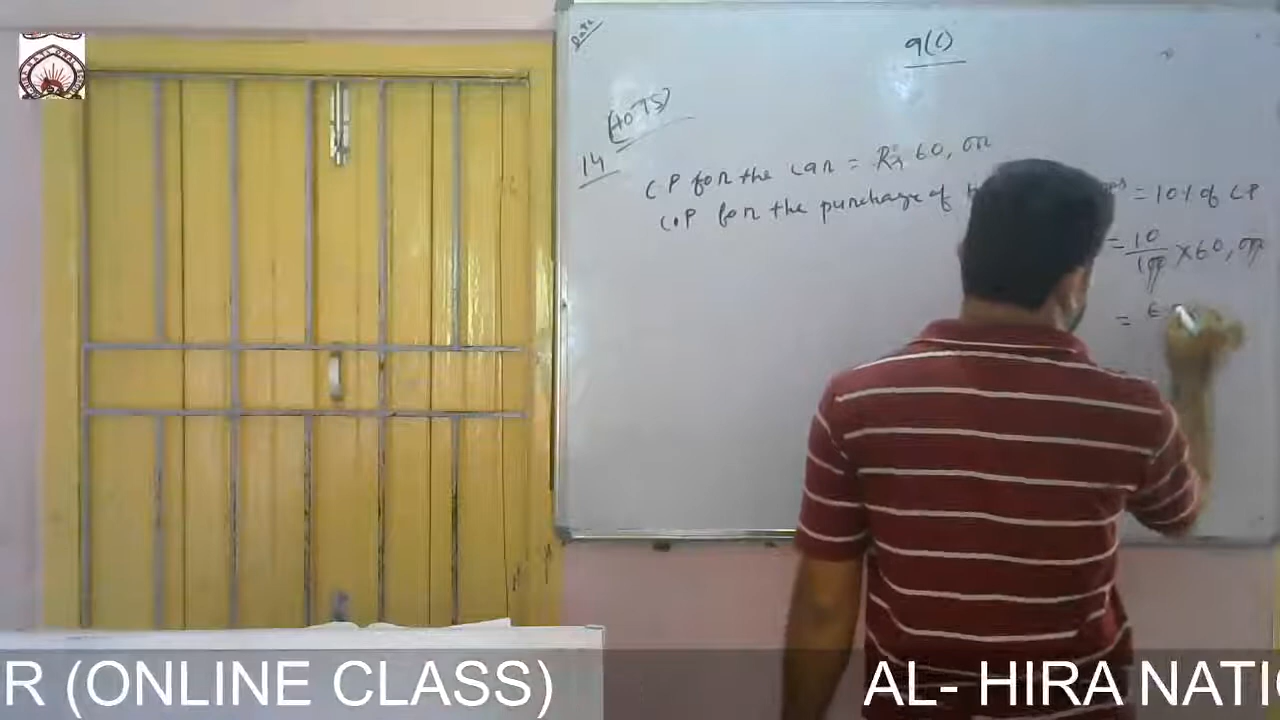 9(C)
(HOTS)
14
CP for the car = Rs 60,000
C.P for the purchase of = 10% of CP
= 10/100 × 60,000
=
R (ONLINE CLASS) AL- HIRA NATI